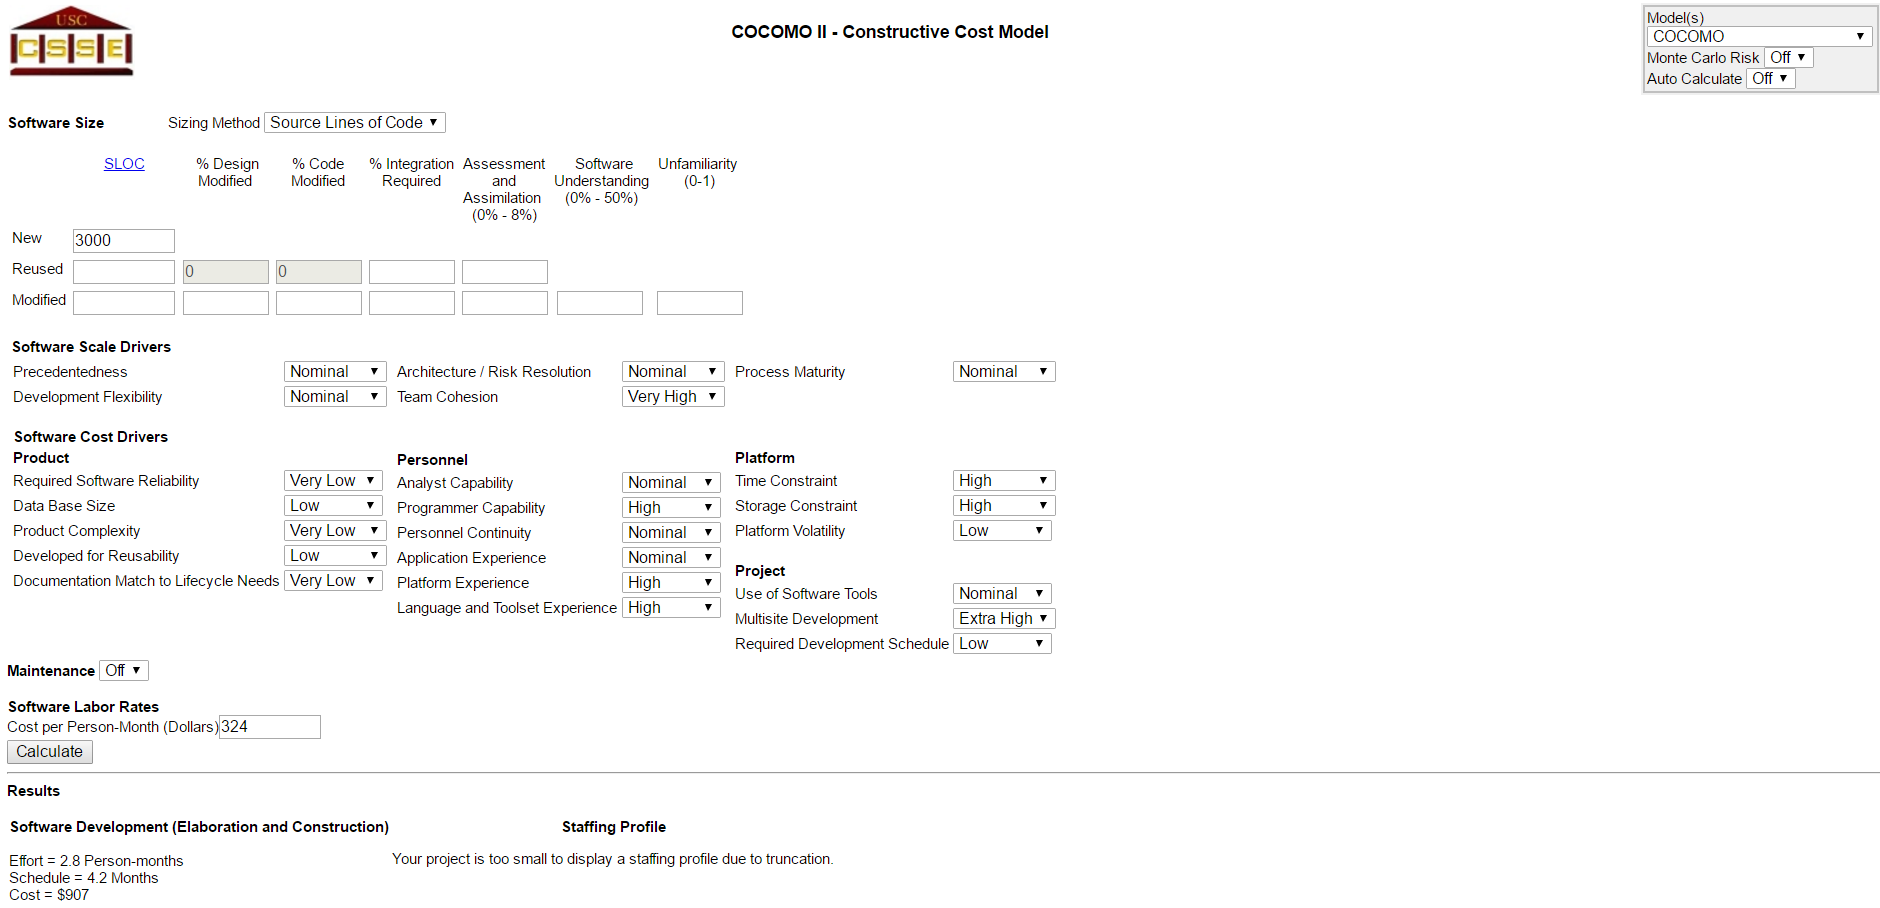 USC
CSSE
COCOMO II - Constructive Cost Model
Model(s)
COCOMO
Monte Carlo Risk Off
Auto Calculate Off
Software Size Sizing Method Source Lines of Code
SLOC % Design Modified % Code Modified % Integration Required Assessment and Assimilation (0% - 8%) Software Understanding (0% - 50%) Unfamiliarity (0-1)
New 3000
Reused 0 0
Modified
Software Scale Drivers
Precedentedness Nominal Architecture / Risk Resolution Nominal Process Maturity Nominal
Development Flexibility Nominal Team Cohesion Very High
Software Cost Drivers
Product
Required Software Reliability Very Low
Data Base Size Low
Product Complexity Very Low
Developed for Reusability Low
Documentation Match to Lifecycle Needs Very Low
Personnel
Analyst Capability Nominal
Programmer Capability High
Personnel Continuity Nominal
Application Experience Nominal
Platform Experience High
Language and Toolset Experience High
Platform
Time Constraint High
Storage Constraint High
Platform Volatility Low
Project
Use of Software Tools Nominal
Multisite Development Extra High
Required Development Schedule Low
Maintenance Off
Software Labor Rates
Cost per Person-Month (Dollars) 324
Calculate
Results
Software Development (Elaboration and Construction)
Effort = 2.8 Person-months
Schedule = 4.2 Months
Cost = $907
Staffing Profile
Your project is too small to display a staffing profile due to truncation.